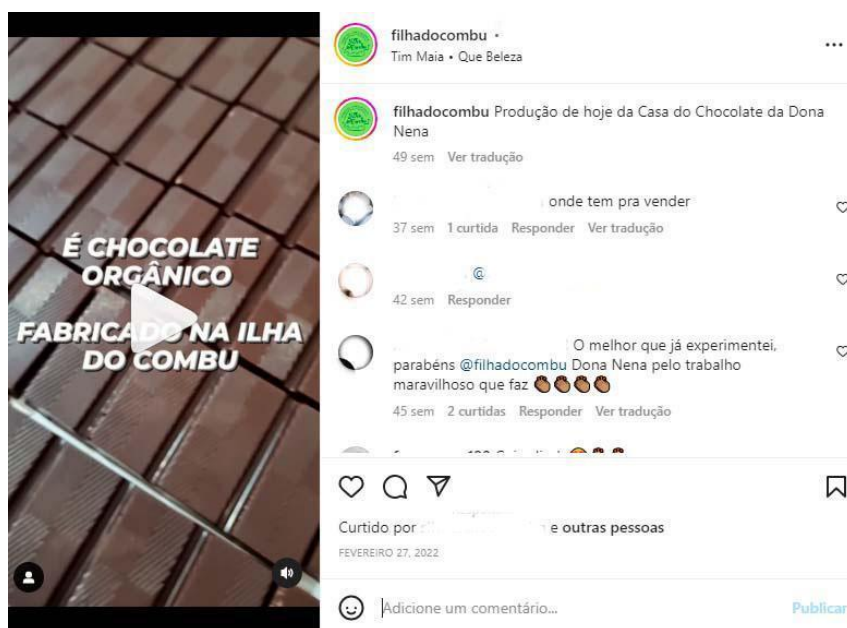 É CHOCOLATE
ORGÂNICO
FABRICADO NA ILHA
DO COMBU
filhadocombu •
Tim Maia • Que Beleza
filhadocombu Produção de hoje da Casa do Chocolate da Dona
Nena
49 sem Ver tradução
onde tem pra vender
37 sem 1 curtida Responder Ver tradução
@
42 sem Responder
O melhor que já experimentei,
parabéns @filhadocombu Dona Nena pelo trabalho
maravilhoso que faz 👏🏾👏🏾👏🏾👏🏾
45 sem 2 curtidas Responder Ver tradução
Curtido por
e outras pessoas
FEVEREIRO 27, 2022
Adicione um comentário...
Publicar